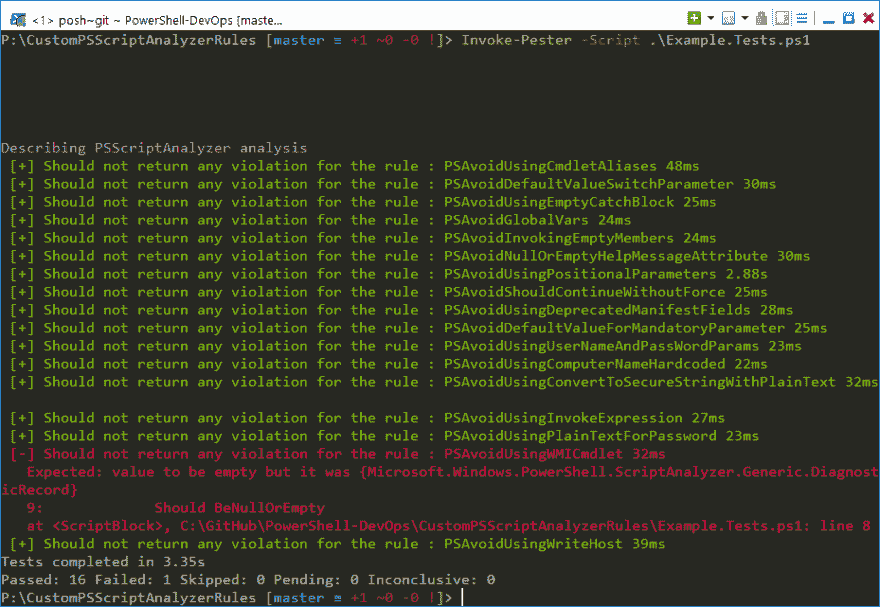 <1> posh~git ~ PowerShell-DevOps [maste...
P:\CustomPSScriptAnalyzerRules [master ≡ +1 ~0 -0 !]> Invoke-Pester -Script .\Example.Tests.ps1
Describing PSScriptAnalyzer analysis
[+] Should not return any violation for the rule : PSAvoidUsingCmdletAliases 48ms
[+] Should not return any violation for the rule : PSAvoidDefaultValueSwitchParameter 30ms
[+] Should not return any violation for the rule : PSAvoidUsingEmptyCatchBlock 25ms
[+] Should not return any violation for the rule : PSAvoidGlobalVars 24ms
[+] Should not return any violation for the rule : PSAvoidInvokingEmptyMembers 24ms
[+] Should not return any violation for the rule : PSAvoidNullOrEmptyHelpMessageAttribute 30ms
[+] Should not return any violation for the rule : PSAvoidUsingPositionalParameters 2.88s
[+] Should not return any violation for the rule : PSAvoidShouldContinueWithoutForce 25ms
[+] Should not return any violation for the rule : PSAvoidUsingDeprecatedManifestFields 28ms
[+] Should not return any violation for the rule : PSAvoidDefaultValueForMandatoryParameter 25ms
[+] Should not return any violation for the rule : PSAvoidUsingUserNameAndPassWordParams 23ms
[+] Should not return any violation for the rule : PSAvoidUsingComputerNameHardcoded 22ms
[+] Should not return any violation for the rule : PSAvoidUsingConvertToSecureStringWithPlainText 32ms
[+] Should not return any violation for the rule : PSAvoidUsingInvokeExpression 27ms
[+] Should not return any violation for the rule : PSAvoidUsingPlainTextForPassword 23ms
[-] Should not return any violation for the rule : PSAvoidUsingWMICmdlet 32ms
Expected: value to be empty but it was {Microsoft.Windows.PowerShell.ScriptAnalyzer.Generic.Diagnost
icRecord}
9: Should BeNullOrEmpty
at <ScriptBlock>, C:\GitHub\PowerShell-DevOps\CustomPSScriptAnalyzerRules\Example.Tests.ps1: line 8
[+] Should not return any violation for the rule : PSAvoidUsingWriteHost 39ms
Tests completed in 3.35s
Passed: 16 Failed: 1 Skipped: 0 Pending: 0 Inconclusive: 0
P:\CustomPSScriptAnalyzerRules [master ≡ +1 ~0 -0 !]>